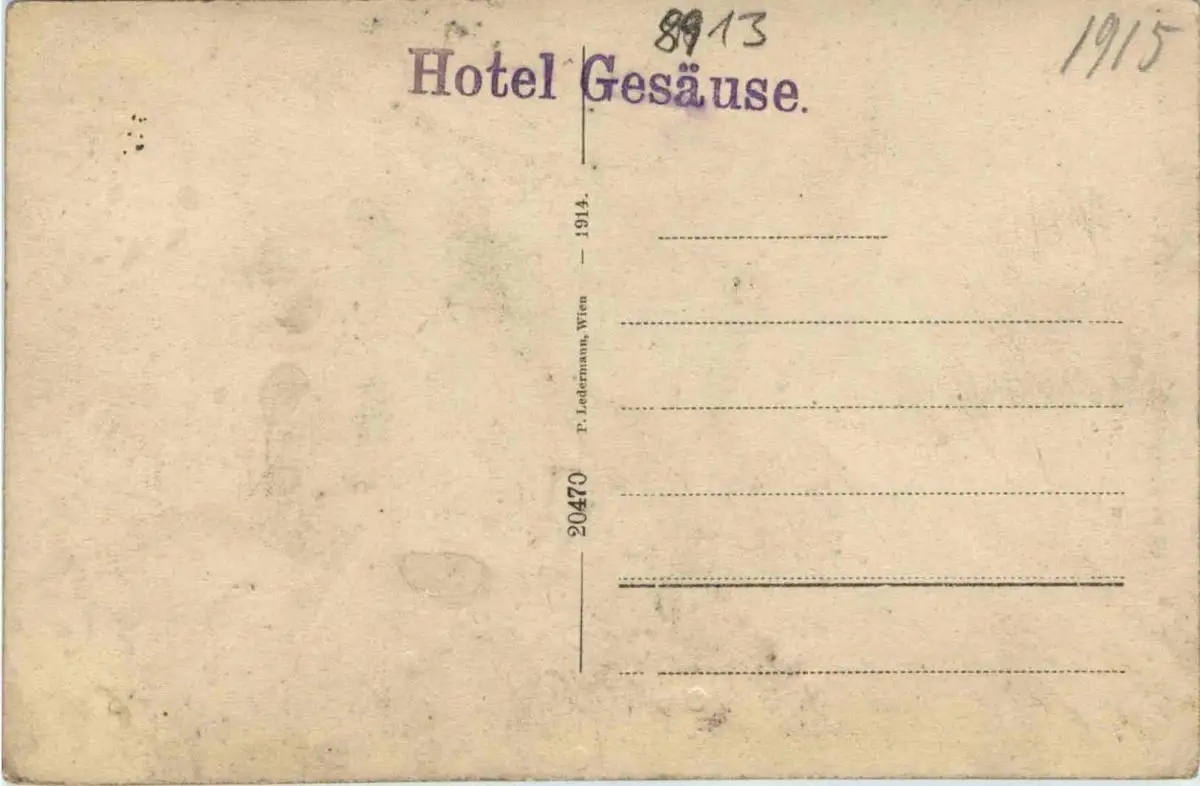 8913
1915
Hotel Gesäuse.
20470 P. Ledermann, Wien — 1914.